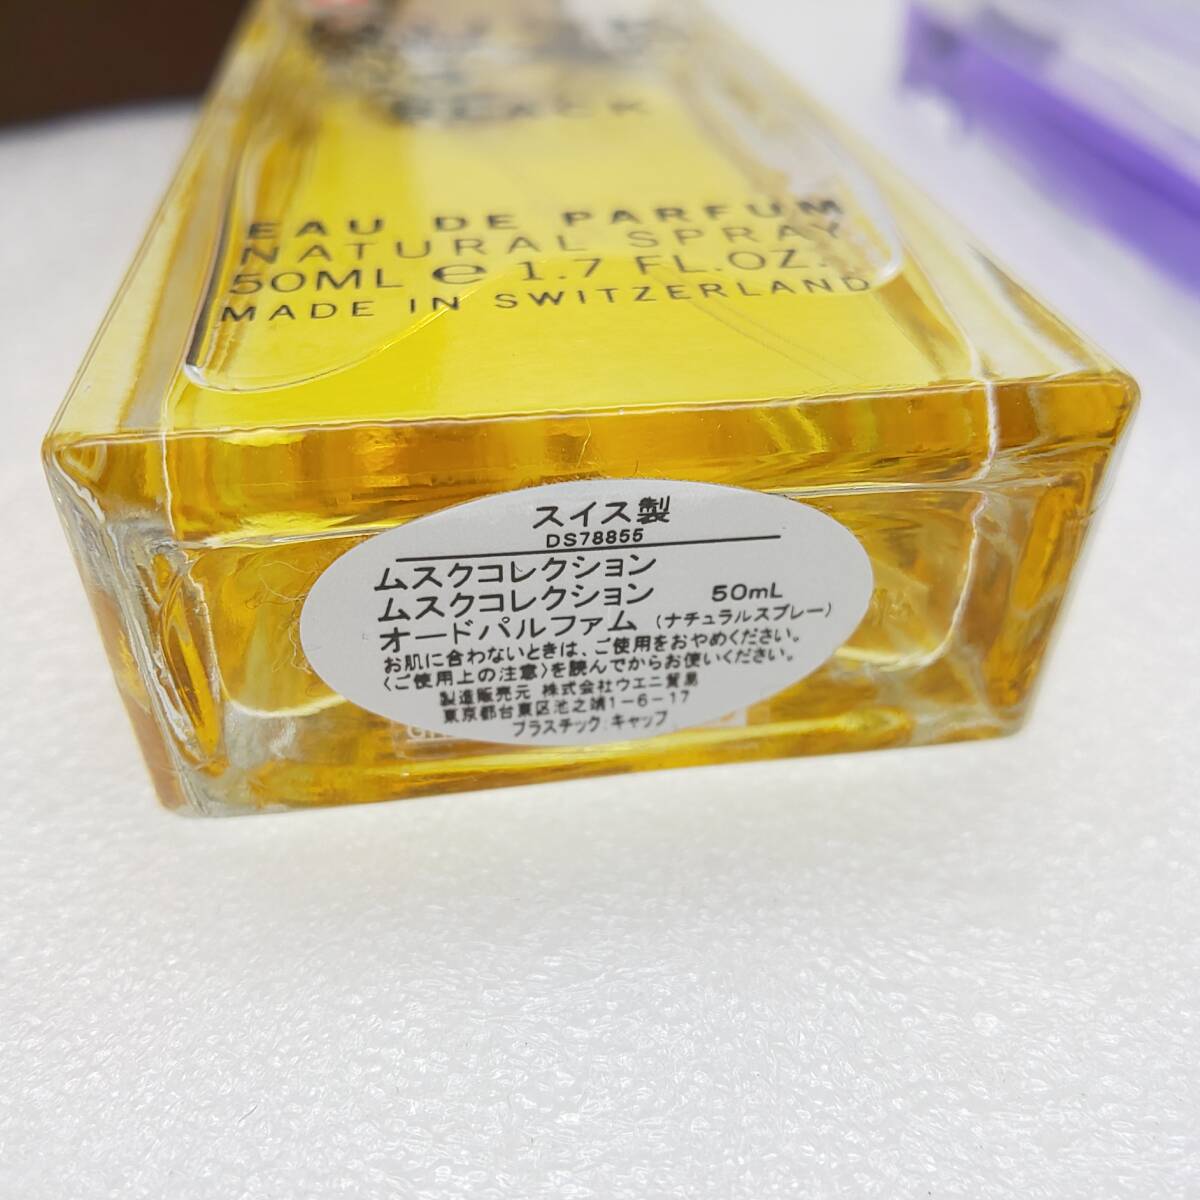 BLACK
EAU DE PARFUM
NATURAL SPRAY
50ML e 1.7 FL.OZ.
MADE IN SWITZERLAND
スイス製
DS78855
ムスクコレクション
ムスクコレクション 50mL
オードパルファム (ナチュラルスプレー)
お肌に合わないときは、ご使用をおやめください。
〈ご使用上の注意〉を読んでからお使いください。
製造販売元 株式会社ウエニ貿易
東京都台東区池之端1-6-17
プラスチック:キャップ